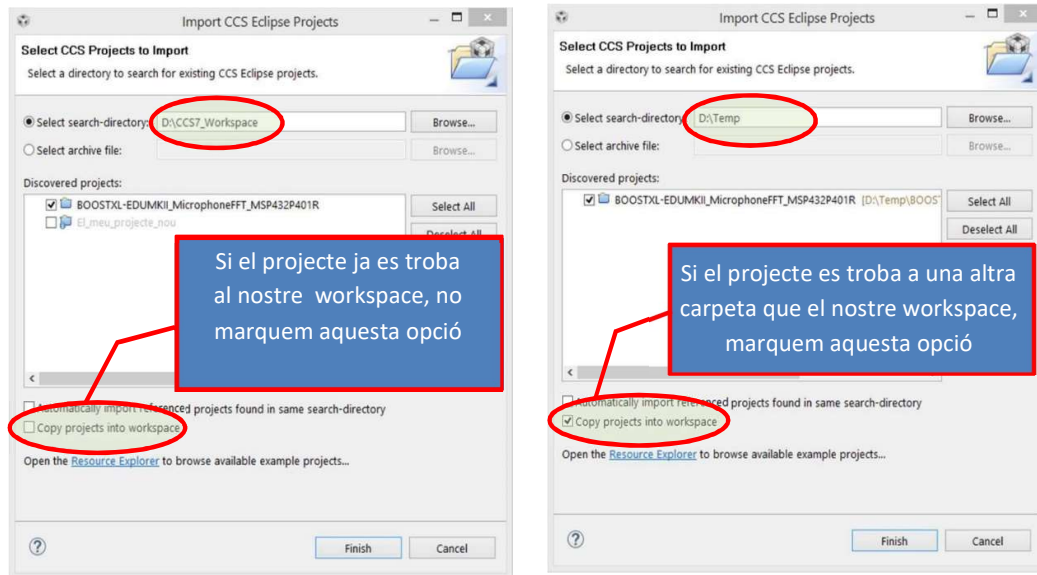 Import CCS Eclipse Projects
Select CCS Projects to Import
Select a directory to search for existing CCS Eclipse projects.
Select search-directory: D:\CCS7_Workspace Browse...
Select archive file: Browse...
Discovered projects:
BOOSTXL-EDUMKII_MicrophoneFFT_MSP432P401R Select All
El_meu_projecte_nou
Deselect All
Si el projecte ja es troba
al nostre workspace, no
marquem aquesta opció
Automatically import referenced projects found in same search-directory
Copy projects into workspace
Open the Resource Explorer to browse available example projects...
Finish Cancel
Import CCS Eclipse Projects
Select CCS Projects to Import
Select a directory to search for existing CCS Eclipse projects.
Select search-directory D:\Temp Browse...
Select archive file: Browse...
Discovered projects:
BOOSTXL-EDUMKII_MicrophoneFFT_MSP432P401R [D:\Temp\BOOS Select All
Deselect All
Si el projecte es troba a una altra
carpeta que el nostre workspace,
marquem aquesta opció
Automatically import referenced projects found in same search-directory
Copy projects into workspace
Open the Resource Explorer to browse available example projects...
Finish Cancel